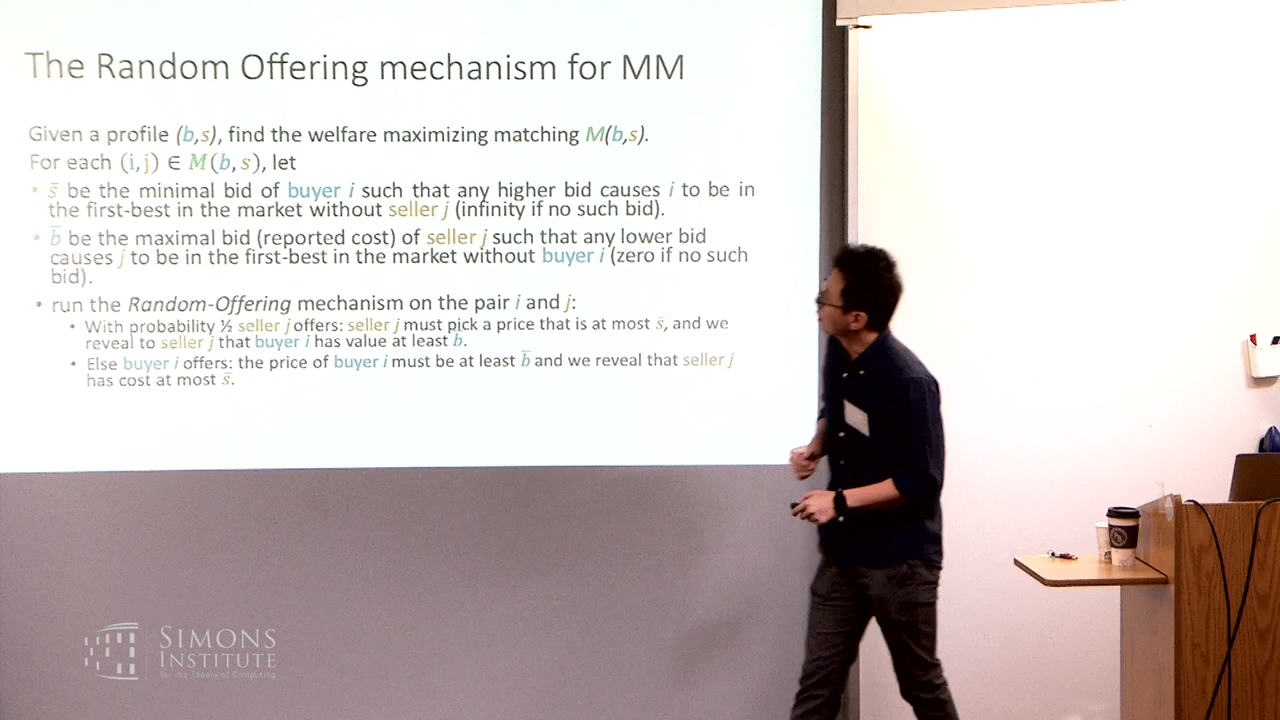 The Random Offering mechanism for MM
Given a profile (b,s), find the welfare maximizing matching M(b,s).
For each (i,j) ∈ M(b,s), let
• s̅ be the minimal bid of buyer i such that any higher bid causes i to be in
the first-best in the market without seller j (infinity if no such bid).
• b̅ be the maximal bid (reported cost) of seller j such that any lower bid
causes j to be in the first-best in the market without buyer i (zero if no such
bid).
• run the Random-Offering mechanism on the pair i and j:
• With probability ½ seller j offers: seller j must pick a price that is at most s̅, and we
reveal to seller j that buyer i has value at least b̅.
• Else buyer i offers: the price of buyer i must be at least b̅ and we reveal that seller j
has cost at most s̅.
SIMONS
INSTITUTE
for the Theory of Computing